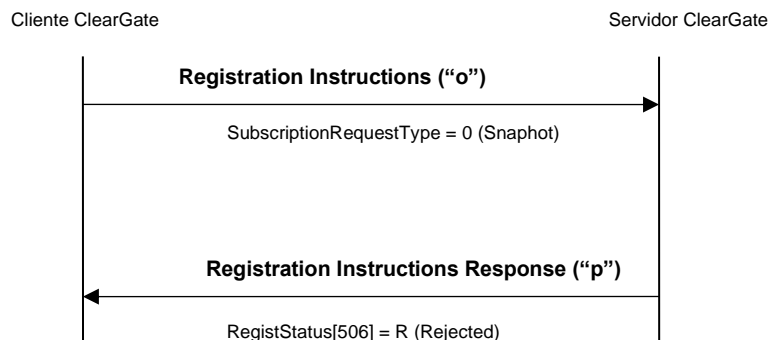 Cliente ClearGate
Servidor ClearGate
Registration Instructions (“o”)
SubscriptionRequestType = 0 (Snaphot)
Registration Instructions Response (“p”)
RegistStatus[506] = R (Rejected)